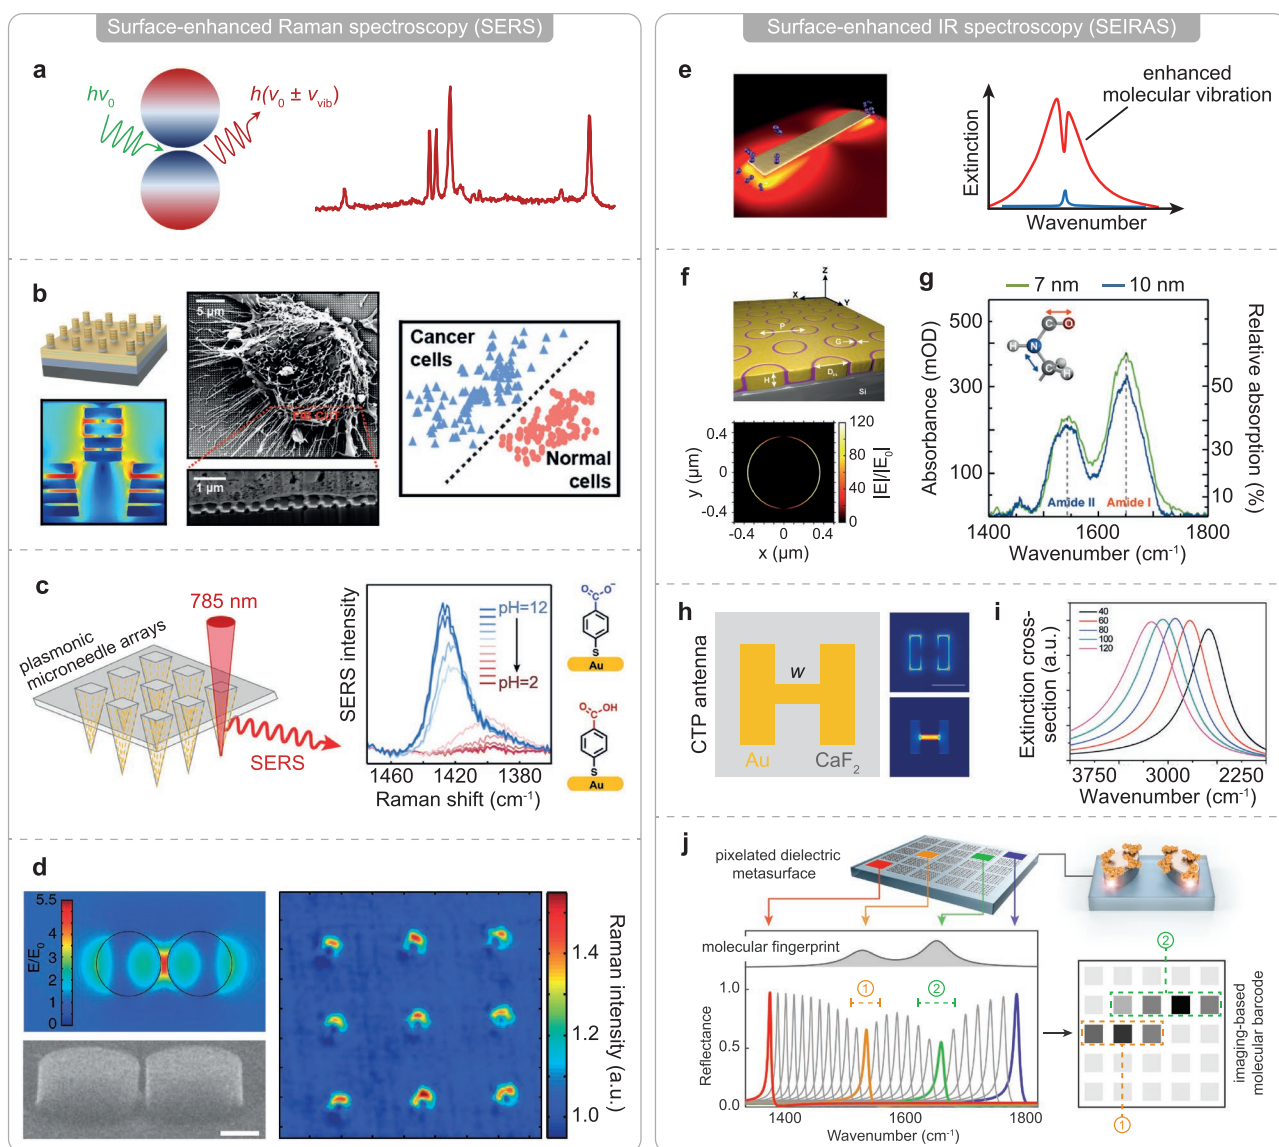 Surface-enhanced Raman spectroscopy (SERS)
a
hν0
h(ν0 ± νvib)
b
5 µm
1 µm
Cancer
cells
Normal
cells
c
plasmonic
microneedle arrays
785 nm
SERS
SERS intensity
pH=12
pH=2
1460
1420
1360
Raman shift (cm-1)
O
O-
S
Au
O
OH
S
Au
d
5.5
4
3
2
1
0
E/E0
1.4
1.2
1.0
Raman intensity (a.u.)
Surface-enhanced IR spectroscopy (SEIRAS)
e
enhanced
molecular vibration
Extinction
Wavenumber
f
Z
X
Y
P
G
H
Si
0.4
0
-0.4
y (µm)
-0.4
0
0.4
x (µm)
120
80
40
0
|E|/|E0|
g
7 nm
10 nm
500
300
100
Absorbance (mOD)
C
O
H
N
C
H
50
30
10
Relative absorption (%)
Amide II
Amide I
1400
1600
1800
Wavenumber (cm-1)
h
CTP antenna
w
Au
CaF2
i
40
60
80
100
120
Extinction cross-
section (a.u.)
3750
3000
2250
Wavenumber (cm-1)
j
pixelated dielectric
metasurface
molecular fingerprint
1.0
0.5
0.0
Reflectance
1
2
1400
1600
1800
Wavenumber (cm-1)
2
1
imaging-based
molecular barcode